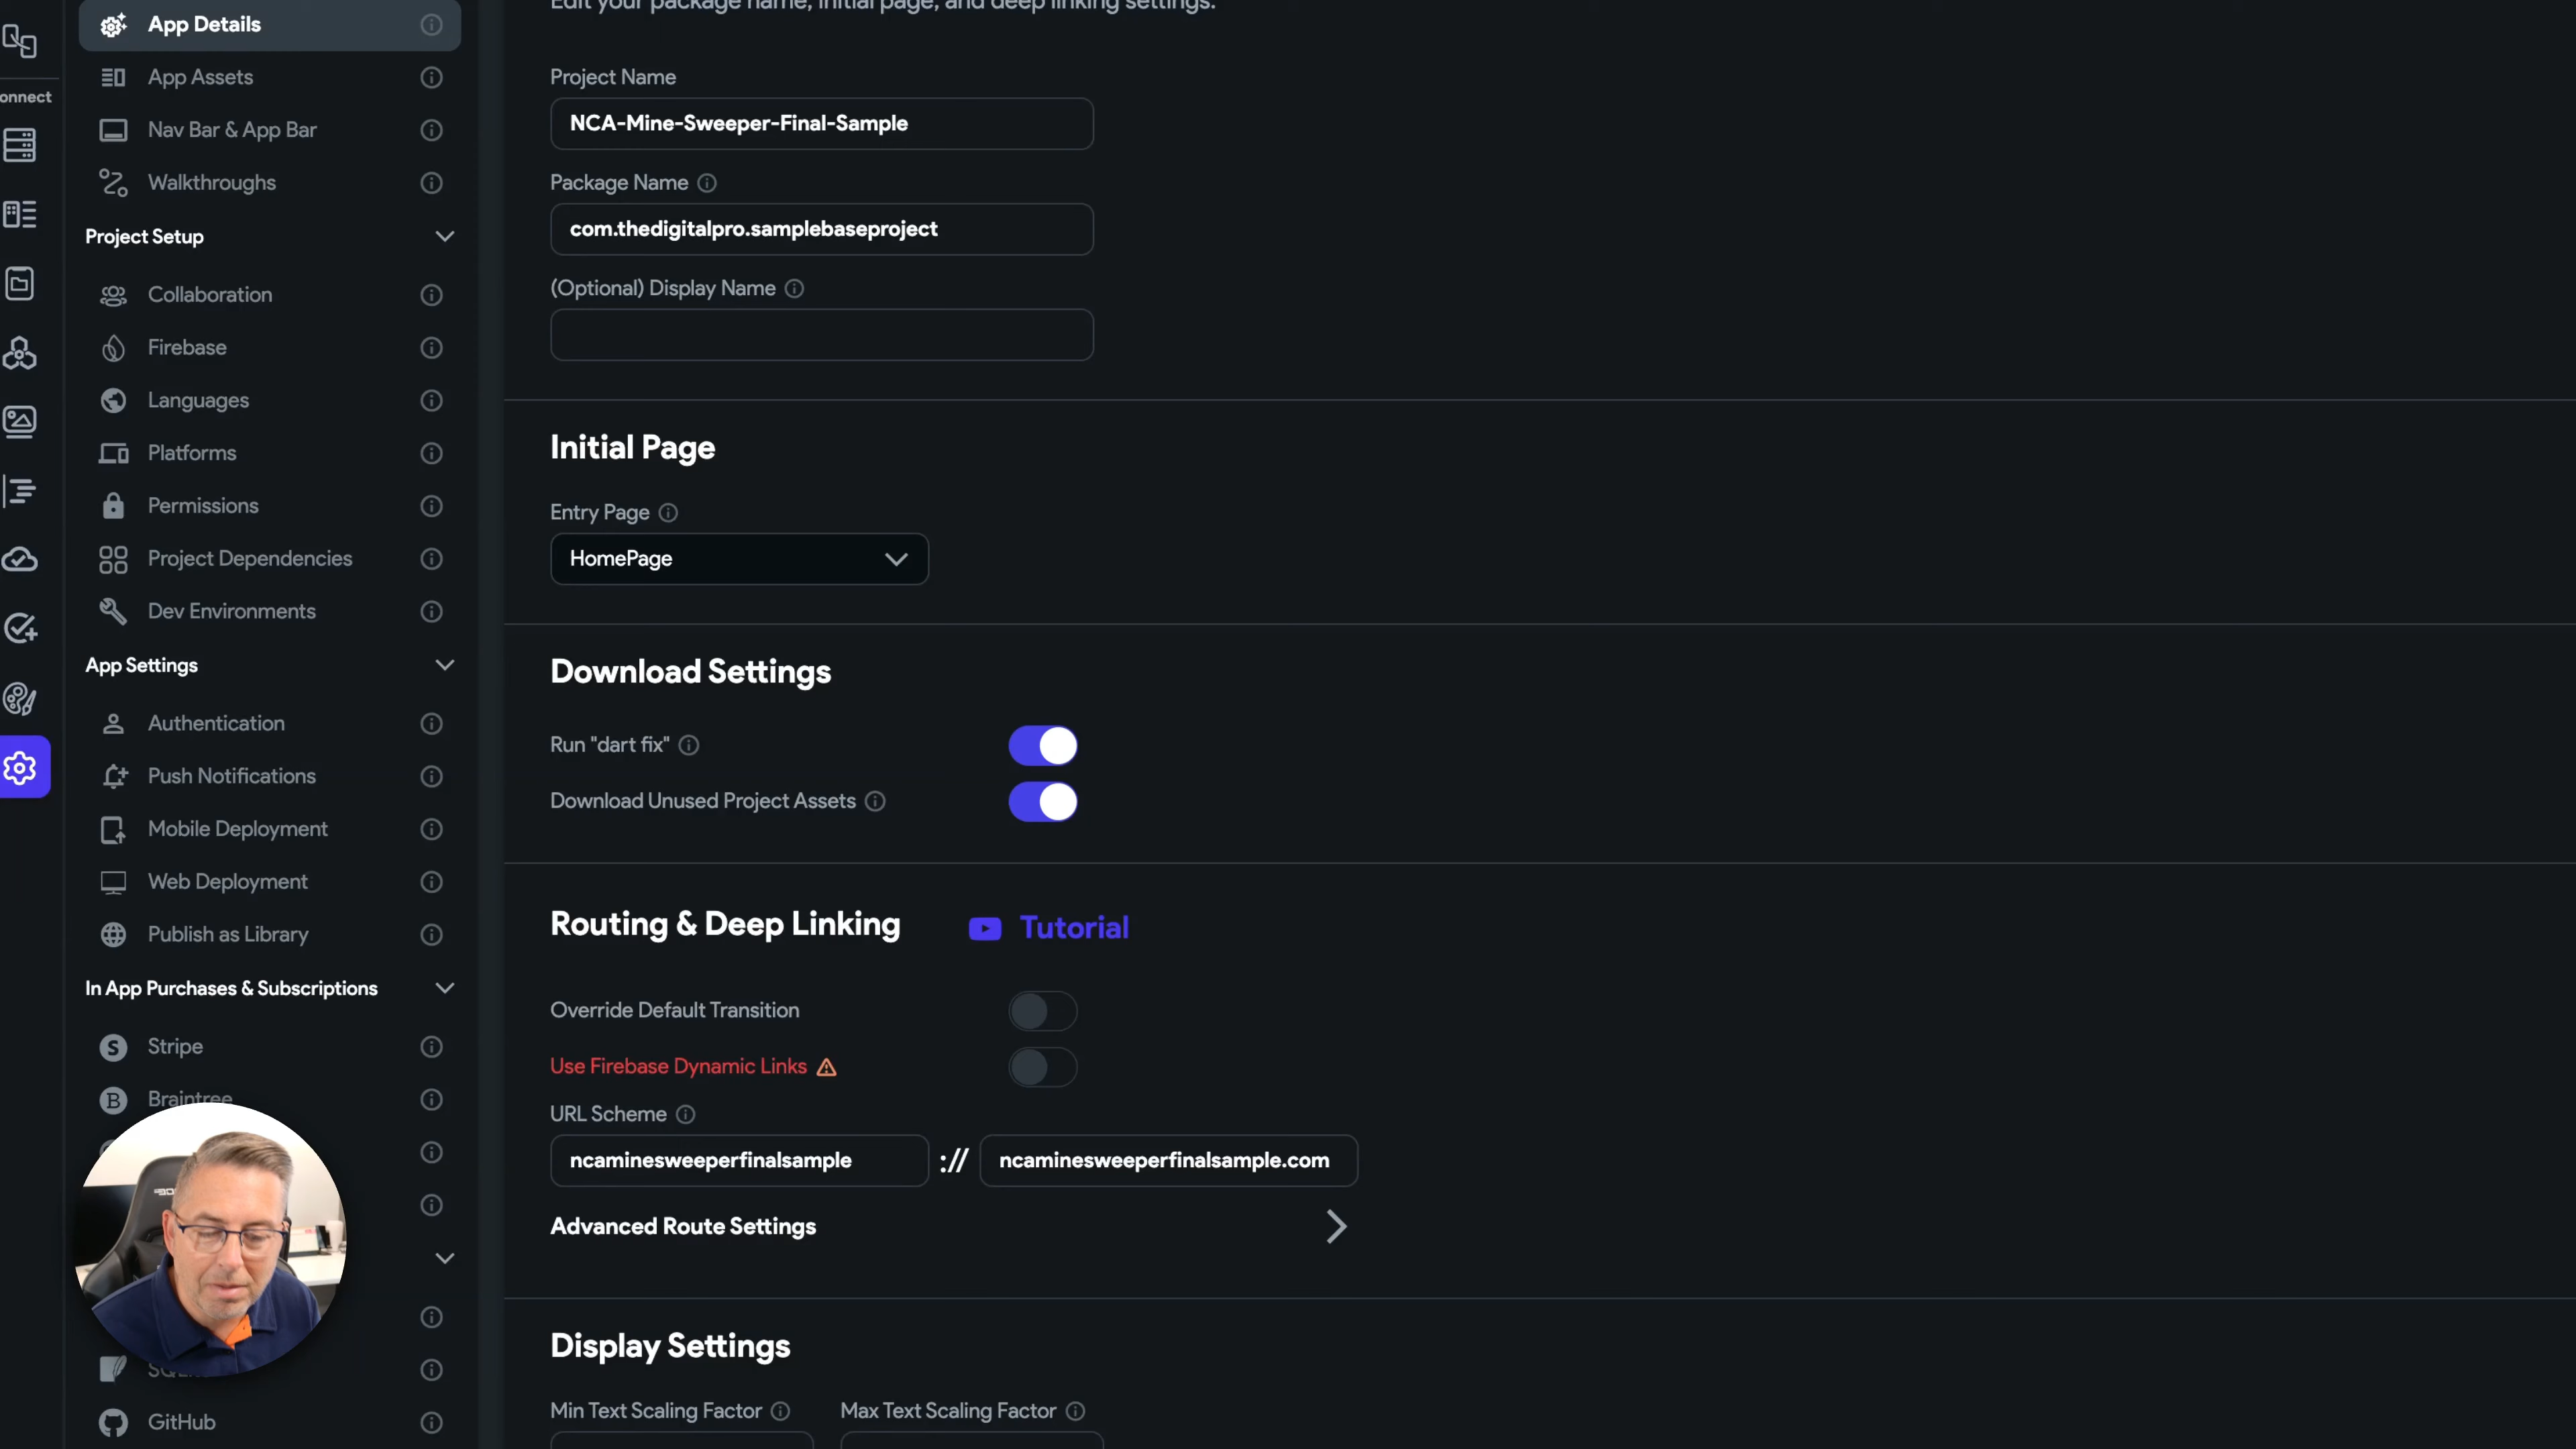 App Details
App Assets
Nav Bar & App Bar
Walkthroughs
Project Setup
Collaboration
Firebase
Languages
Platforms
Permissions
Project Dependencies
Dev Environments
App Settings
Authentication
Push Notifications
Mobile Deployment
Web Deployment
Publish as Library
In App Purchases & Subscriptions
Stripe
Braintree
GitHub
onnect
Edit your package name, initial page, and deep linking settings.
Project Name
NCA-Mine-Sweeper-Final-Sample
Package Name
com.thedigitalpro.samplebaseproject
(Optional) Display Name
Initial Page
Entry Page
HomePage
Download Settings
Run "dart fix"
Download Unused Project Assets
Routing & Deep Linking
Tutorial
Override Default Transition
Use Firebase Dynamic Links
URL Scheme
ncaminesweeperfinalsample :// ncaminesweeperfinalsample.com
Advanced Route Settings
Display Settings
Min Text Scaling Factor Max Text Scaling Factor